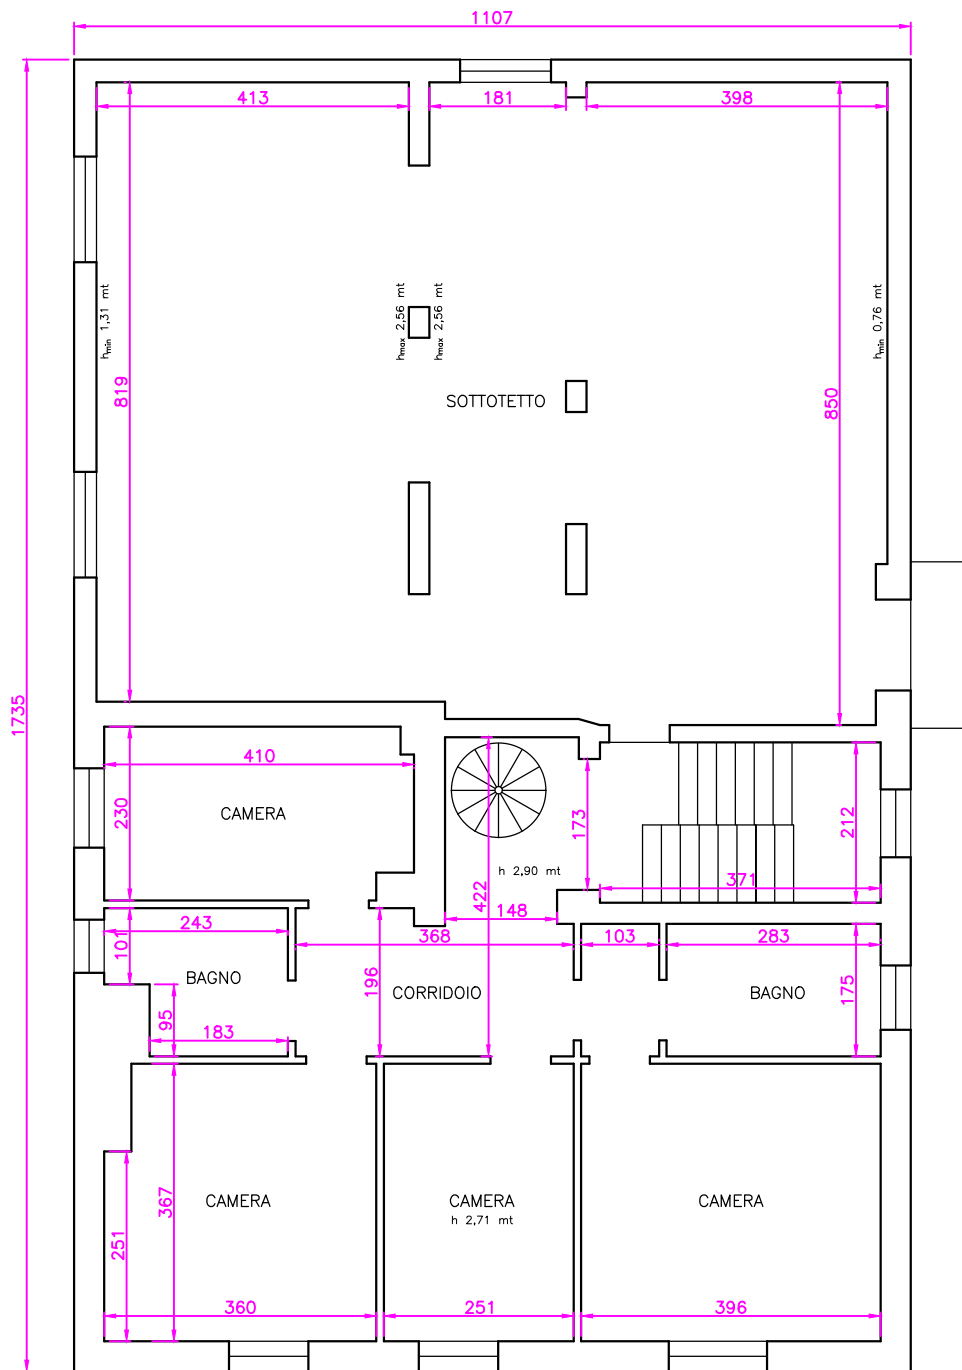 1107
413
181
398
hmin 1,31 mt
hmax 2,56 mt
hmax 2,56 mt
hmin 0,76 mt
819
SOTTOTETTO
850
1735
410
230
CAMERA
173
212
h 2,90 mt
371
422
148
243
101
368
103
283
BAGNO
196
CORRIDOIO
BAGNO
175
95
183
CAMERA
367
CAMERA
h 2,71 mt
CAMERA
251
360
251
396